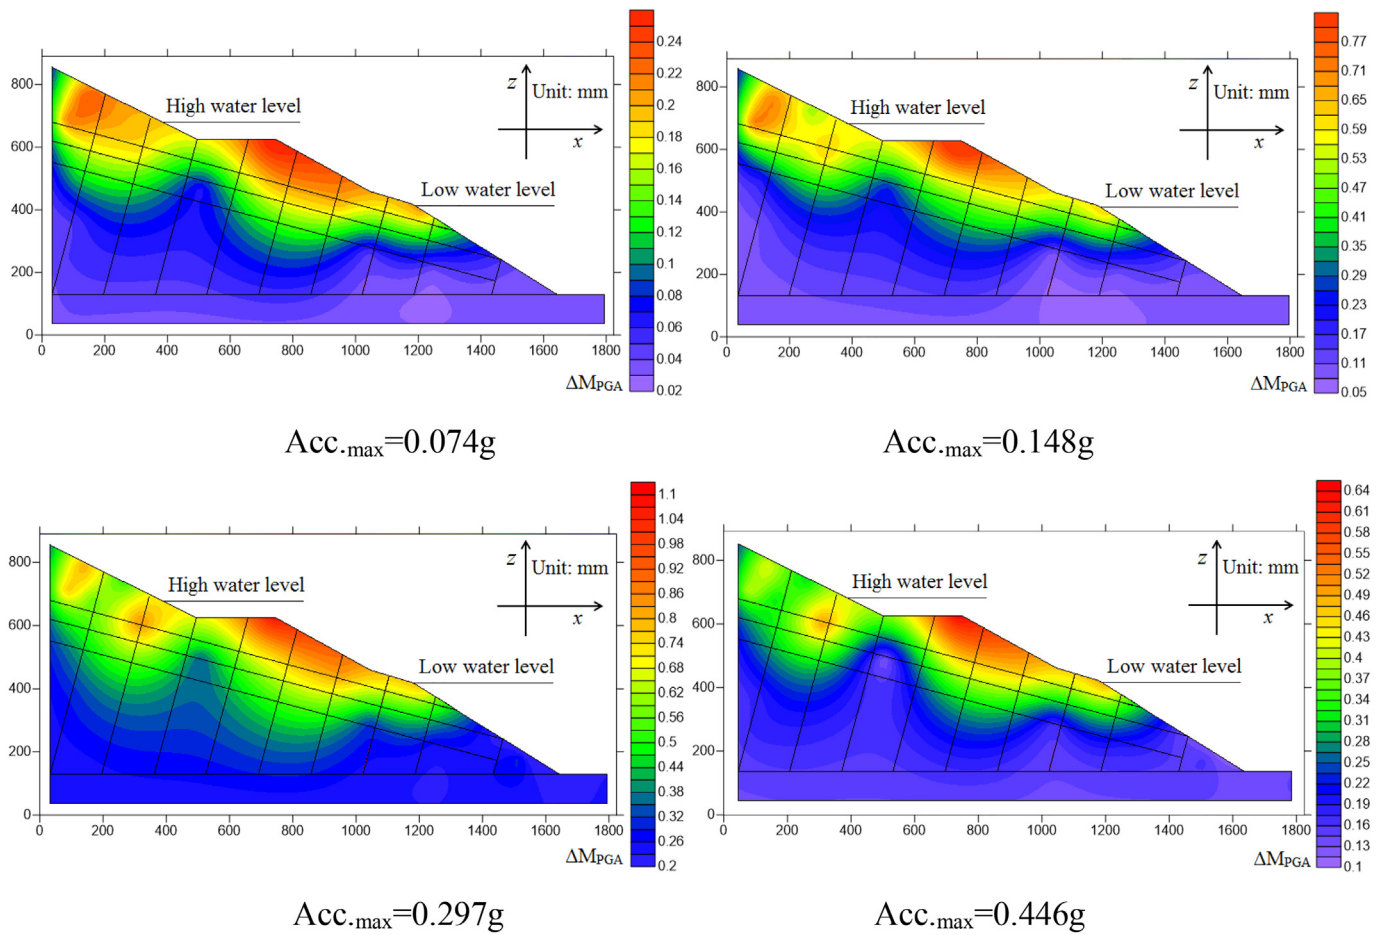 0.24
0.22
0.2
0.18
0.16
0.14
0.12
0.1
0.08
0.06
0.04
0.02
800
600
400
200
0
0 200 400 600 800 1000 1200 1400 1600 1800
High water level
Low water level
z
Unit: mm
x
ΔMPGA
Acc.max=0.074g
0.77
0.71
0.65
0.59
0.53
0.47
0.41
0.35
0.29
0.23
0.17
0.11
0.05
800
600
400
200
0
0 200 400 600 800 1000 1200 1400 1600 1800
High water level
Low water level
z
Unit: mm
x
ΔMPGA
Acc.max=0.148g
1.1
1.04
0.98
0.92
0.86
0.8
0.74
0.68
0.62
0.56
0.5
0.44
0.38
0.32
0.26
0.2
800
600
400
200
0
0 200 400 600 800 1000 1200 1400 1600 1800
High water level
Low water level
z
Unit: mm
x
ΔMPGA
Acc.max=0.297g
0.64
0.61
0.58
0.55
0.52
0.49
0.46
0.43
0.4
0.37
0.34
0.31
0.28
0.25
0.22
0.19
0.16
0.13
0.1
800
600
400
200
0
0 200 400 600 800 1000 1200 1400 1600 1800
High water level
Low water level
z
Unit: mm
x
ΔMPGA
Acc.max=0.446g